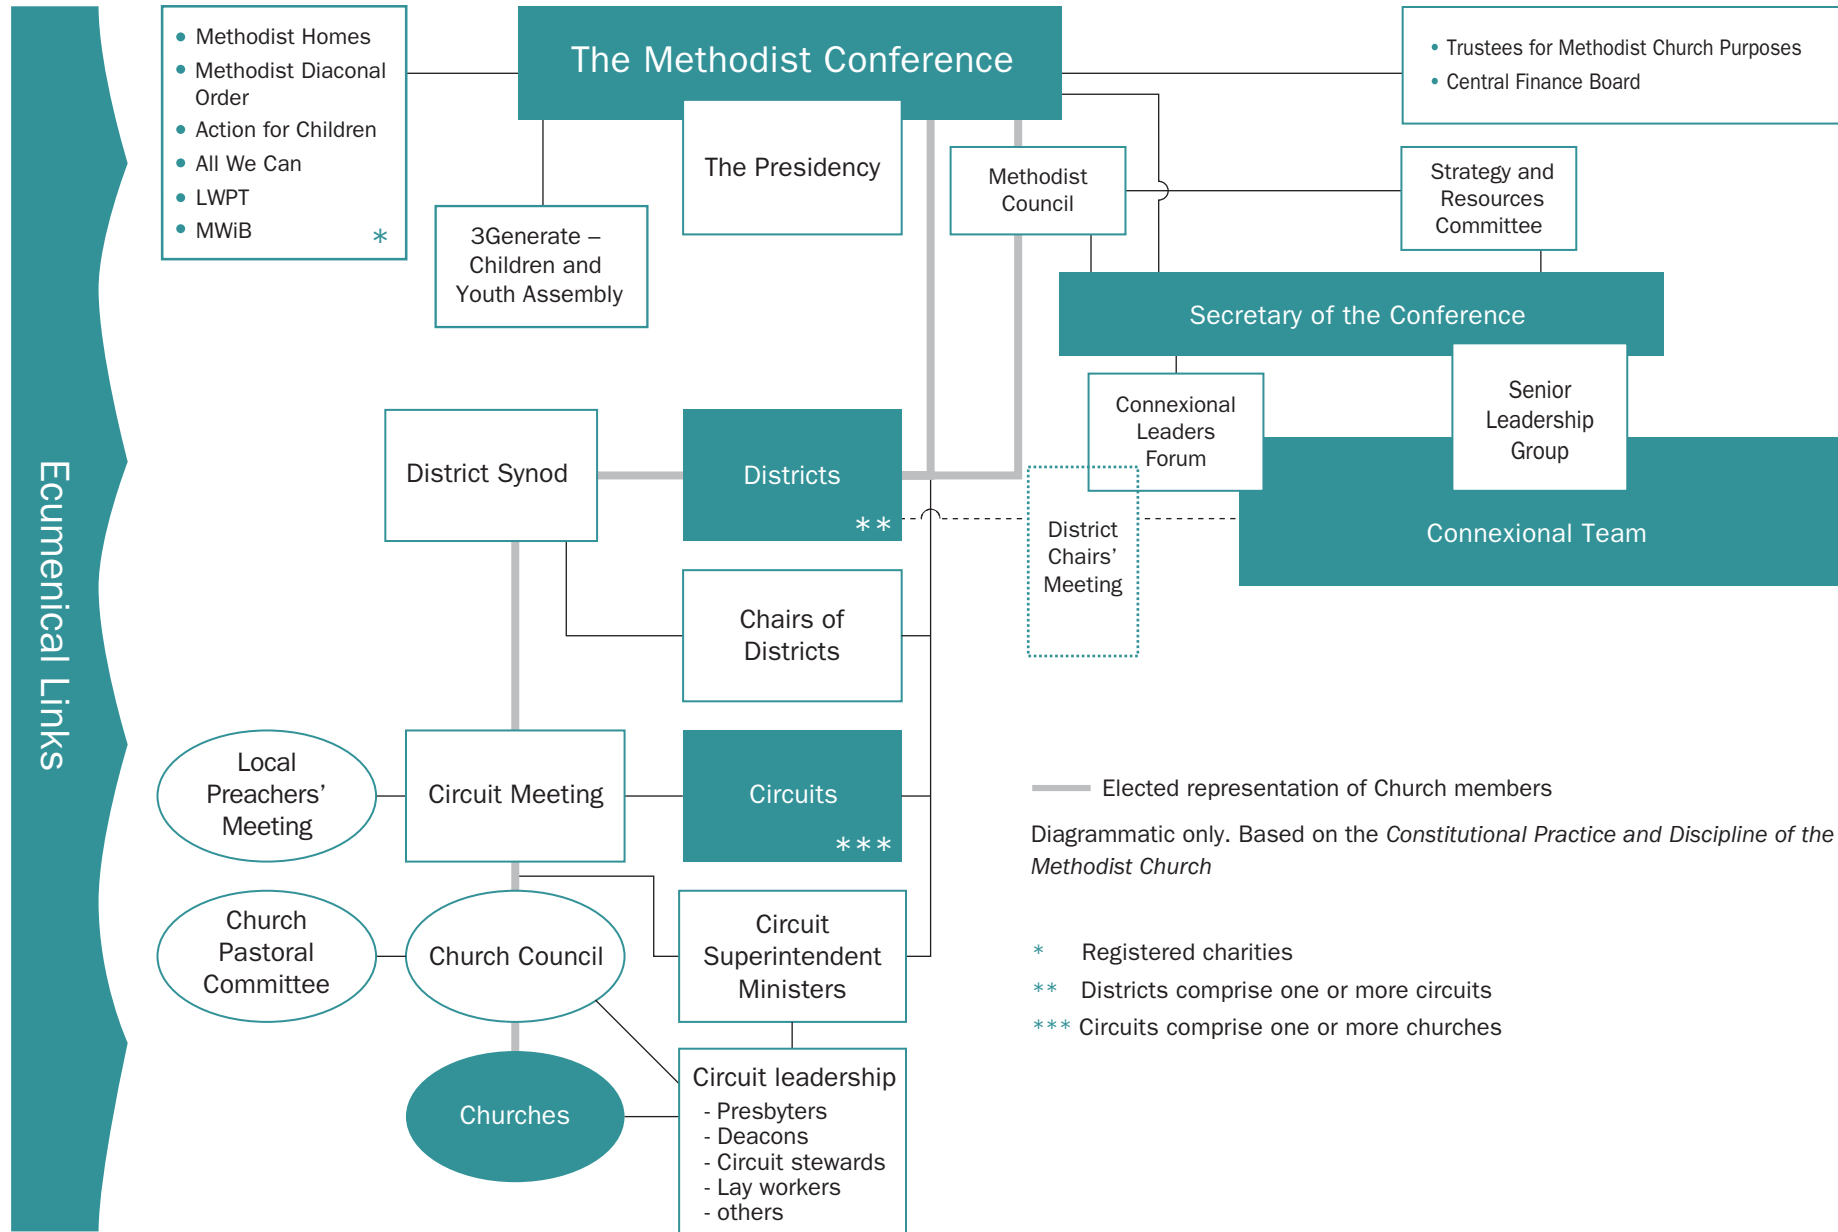 Ecumenical Links
• Methodist Homes
• Methodist Diaconal
Order
• Action for Children
• All We Can
• LWPT
• MWiB
*
The Methodist Conference
• Trustees for Methodist Church Purposes
• Central Finance Board
The Presidency
3Generate –
Children and
Youth Assembly
Methodist
Council
Strategy and
Resources
Committee
Secretary of the Conference
Connexional
Leaders
Forum
Senior
Leadership
Group
Connexional Team
District Synod
Districts
**
District
Chairs’
Meeting
Chairs of
Districts
Local
Preachers’
Meeting
Circuit Meeting
Circuits
***
Church
Pastoral
Committee
Church Council
Circuit
Superintendent
Ministers
Churches
Circuit leadership
- Presbyters
- Deacons
- Circuit stewards
- Lay workers
- others
Elected representation of Church members
Diagrammatic only. Based on the Constitutional Practice and Discipline of the
Methodist Church
* Registered charities
** Districts comprise one or more circuits
*** Circuits comprise one or more churches